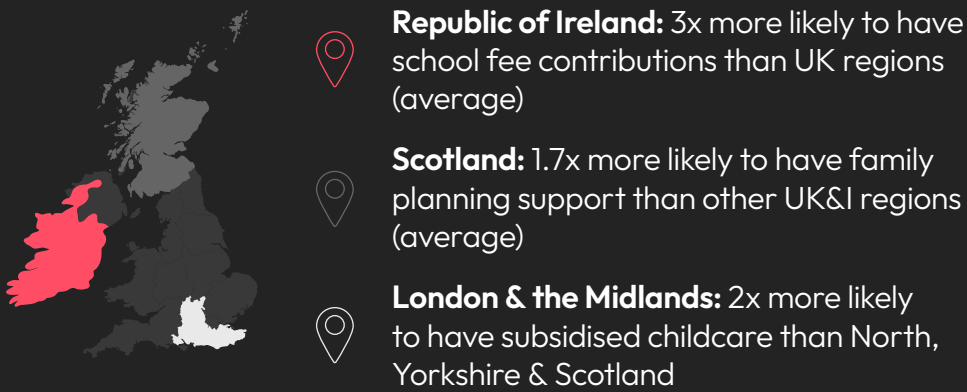 Republic of Ireland: 3x more likely to have
school fee contributions than UK regions
(average)
Scotland: 1.7x more likely to have family
planning support than other UK&I regions
(average)
London & the Midlands: 2x more likely
to have subsidised childcare than North,
Yorkshire & Scotland